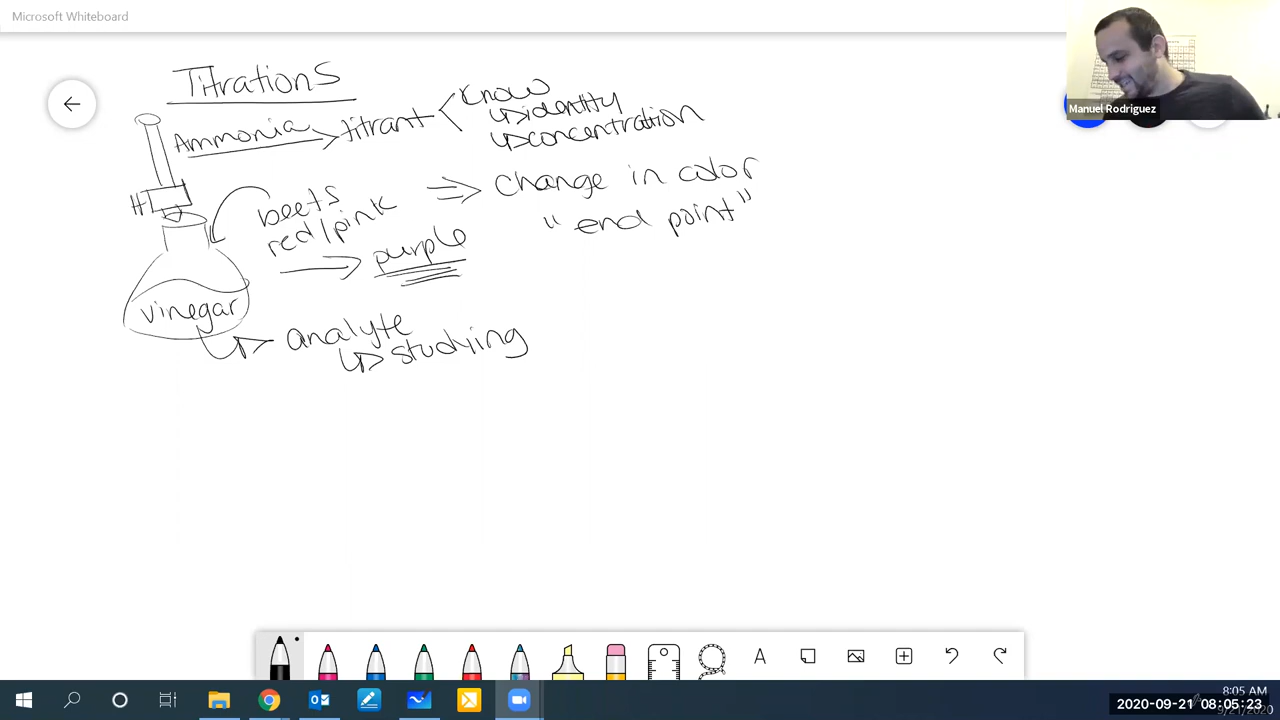 Microsoft Whiteboard
Manuel Rodriguez
Titrations
Ammonia → titrant
know
↳ identity
↳ concentration
beets
red/pink
→ purple
⇒ change in color
"end point"
vinegar
↳ analyte
↳ studying
A
8:05 AM
2020-09-21 08:05:23